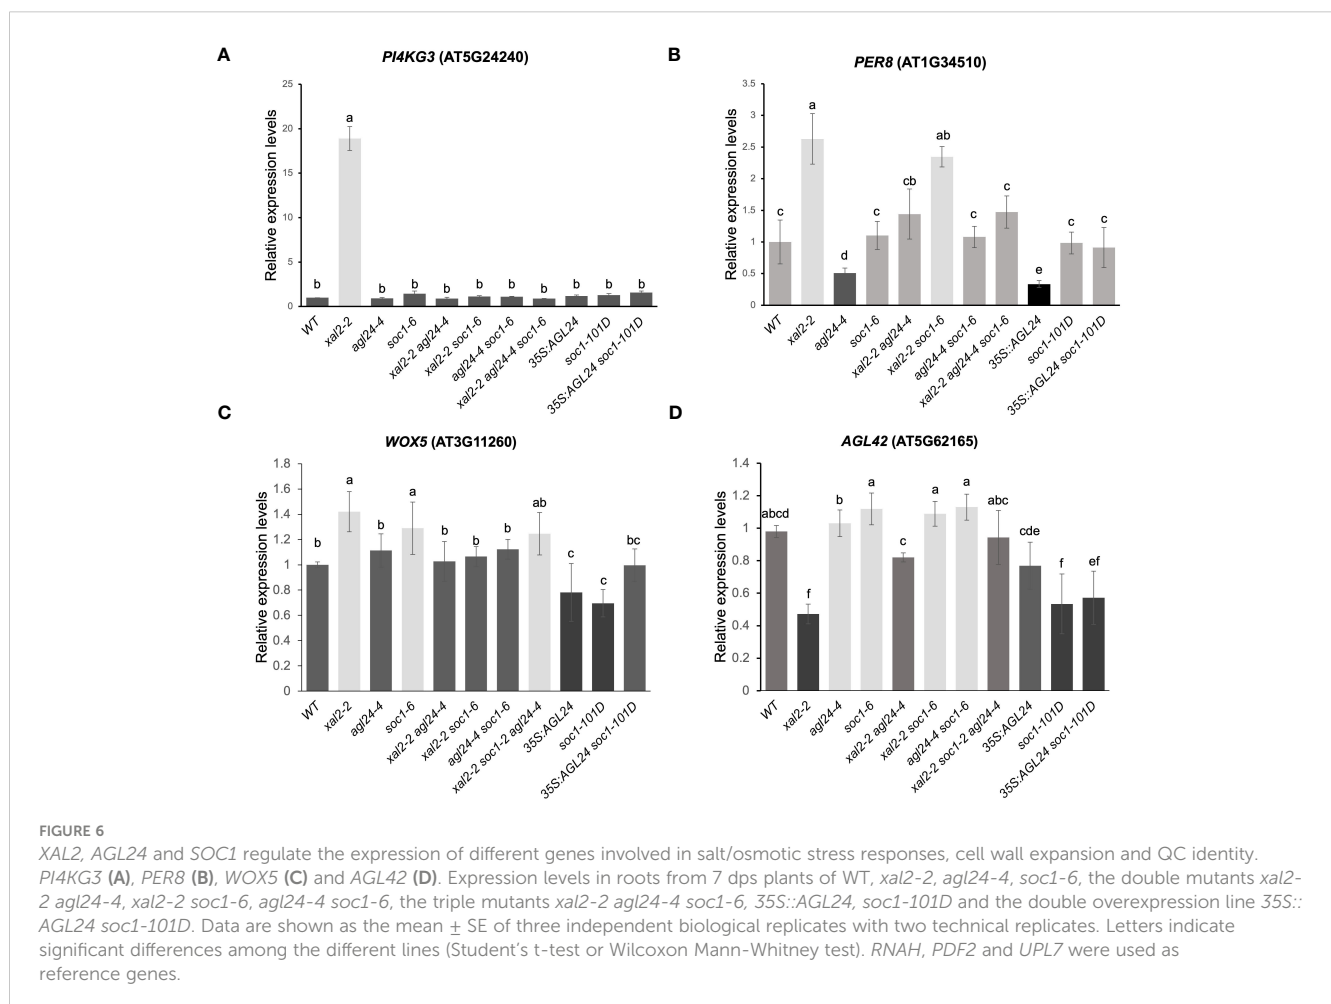 A
PI4KG3 (AT5G24240)
Relative expression levels
25
20
15
10
5
0
b
a
b
b
b
b
b
b
b
b
b
WT
xal2-2
agl24-4
soc1-6
xal2-2 agl24-4
xal2-2 soc1-6
agl24-4 soc1-6
xal2-2 agl24-4 soc1-6
35S:AGL24
soc1-101D
35S:AGL24 soc1-101D
B
PER8 (AT1G34510)
Relative expression levels
3.5
3
2.5
2
1.5
1
0.5
0
c
a
d
c
cb
ab
c
c
e
c
c
WT
xal2-2
agl24-4
soc1-6
xal2-2 agl24-4
xal2-2 soc1-6
agl24-4 soc1-6
xal2-2 agl24-4 soc1-6
35S::AGL24
soc1-101D
35S::AGL24 soc1-101D
C
WOX5 (AT3G11260)
Relative expression levels
1.8
1.6
1.4
1.2
1
0.8
0.6
0.4
0.2
0
b
a
b
a
b
b
b
ab
c
c
bc
WT
xal2-2
agl24-4
soc1-6
xal2-2 agl24-4
xal2-2 soc1-6
agl24-4 soc1-6
xal2-2 soc1-2 agl24-4
35S:AGL24
soc1-101D
35S:AGL24 soc1-101D
D
AGL42 (AT5G62165)
Relative expression levels
1.4
1.2
1
0.8
0.6
0.4
0.2
0
abcd
f
b
a
c
a
a
abc
cde
f
ef
WT
xal2-2
agl24-4
soc1-6
xal2-2 agl24-4
xal2-2 soc1-6
agl24-4 soc1-6
xal2-2 soc1-2 agl24-4
35S:AGL24
soc1-101D
35S:AGL24 soc1-101D
FIGURE 6
XAL2, AGL24 and SOC1 regulate the expression of different genes involved in salt/osmotic stress responses, cell wall expansion and QC identity.
PI4KG3 (A), PER8 (B), WOX5 (C) and AGL42 (D). Expression levels in roots from 7 dps plants of WT, xal2-2, agl24-4, soc1-6, the double mutants xal2-
2 agl24-4, xal2-2 soc1-6, agl24-4 soc1-6, the triple mutants xal2-2 agl24-4 soc1-6, 35S::AGL24, soc1-101D and the double overexpression line 35S::
AGL24 soc1-101D. Data are shown as the mean ± SE of three independent biological replicates with two technical replicates. Letters indicate
significant differences among the different lines (Student's t-test or Wilcoxon Mann-Whitney test). RNAH, PDF2 and UPL7 were used as
reference genes.